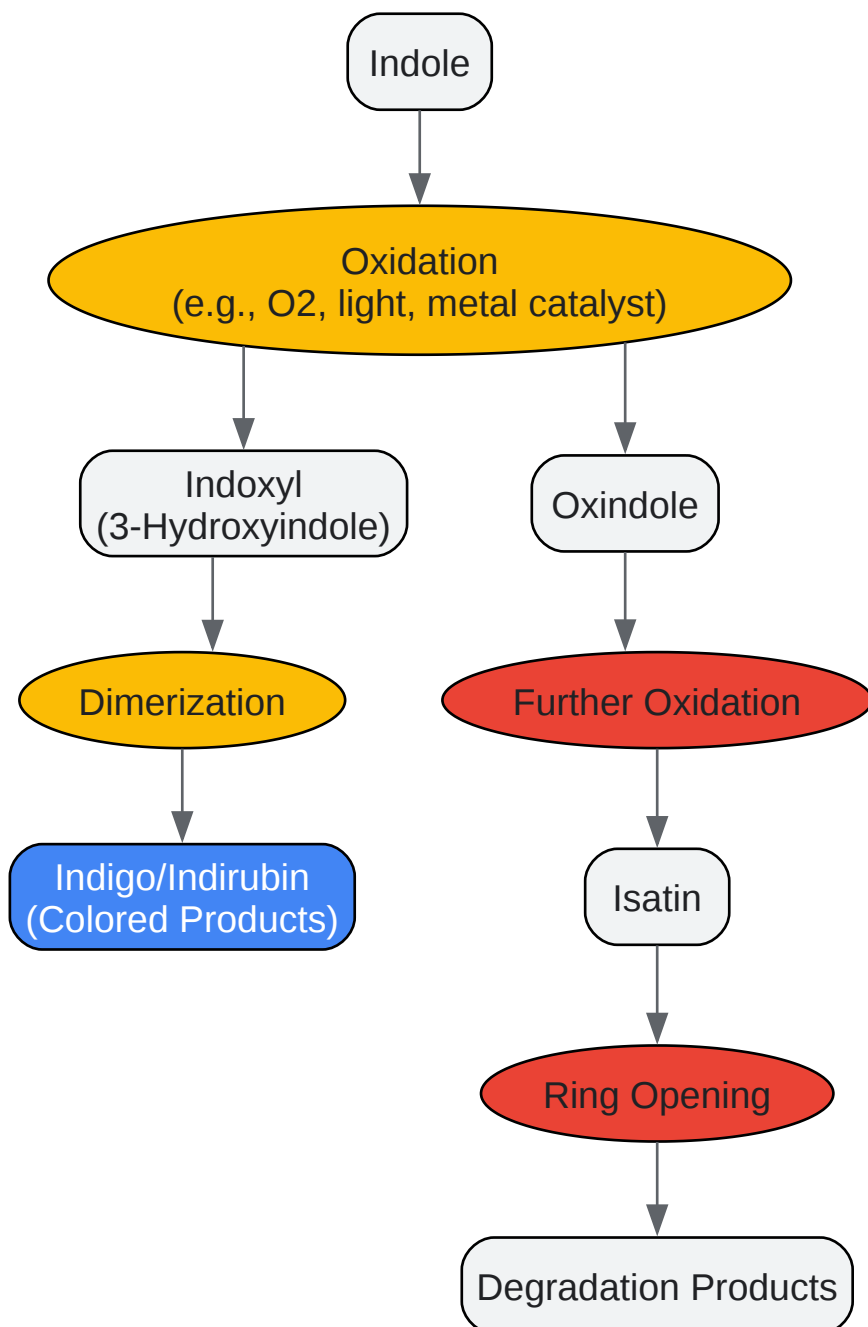 Indole
Oxidation
(e.g., O2, light, metal catalyst)
Indoxyl
(3-Hydroxyindole)
Oxindole
Dimerization
Further Oxidation
Indigo/Indirubin
(Colored Products)
Isatin
Ring Opening
Degradation Products